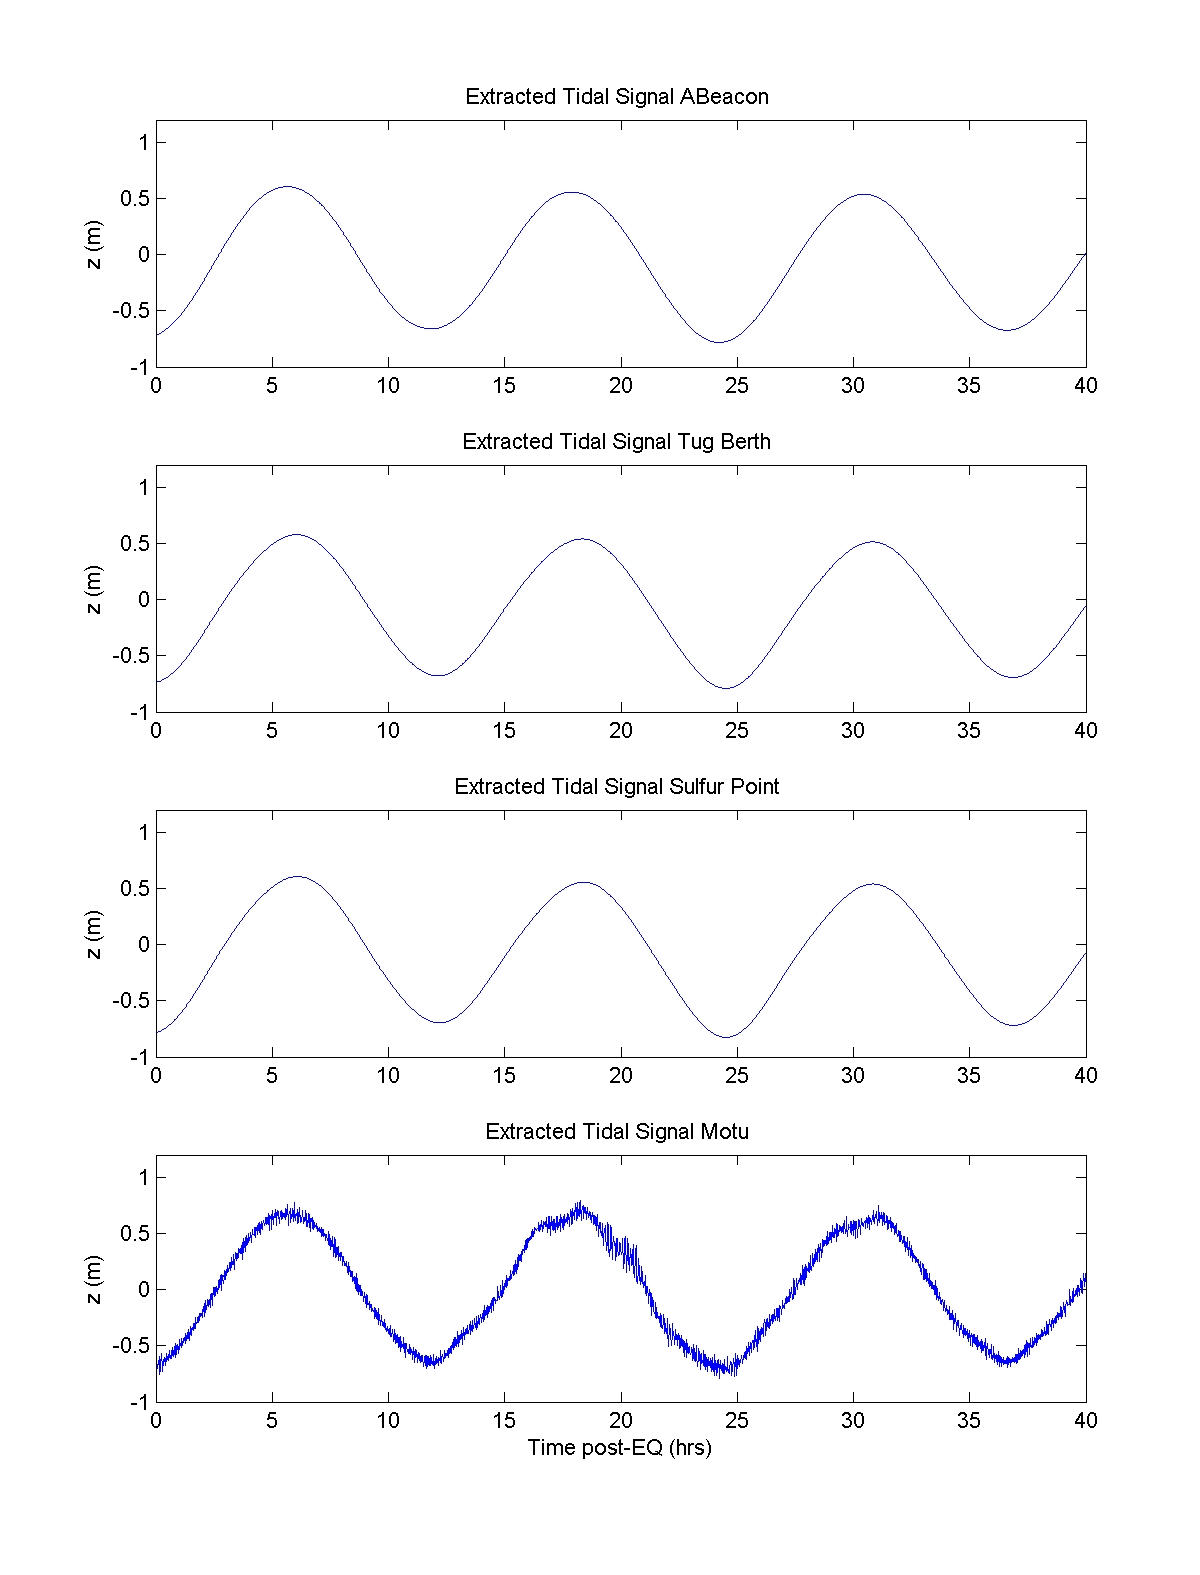 Extracted Tidal Signal ABeacon
1
0.5
0
-0.5
-1
z (m)
0 5 10 15 20 25 30 35 40
Extracted Tidal Signal Tug Berth
1
0.5
0
-0.5
-1
z (m)
0 5 10 15 20 25 30 35 40
Extracted Tidal Signal Sulfur Point
1
0.5
0
-0.5
-1
z (m)
0 5 10 15 20 25 30 35 40
Extracted Tidal Signal Motu
1
0.5
0
-0.5
-1
z (m)
0 5 10 15 20 25 30 35 40
Time post-EQ (hrs)